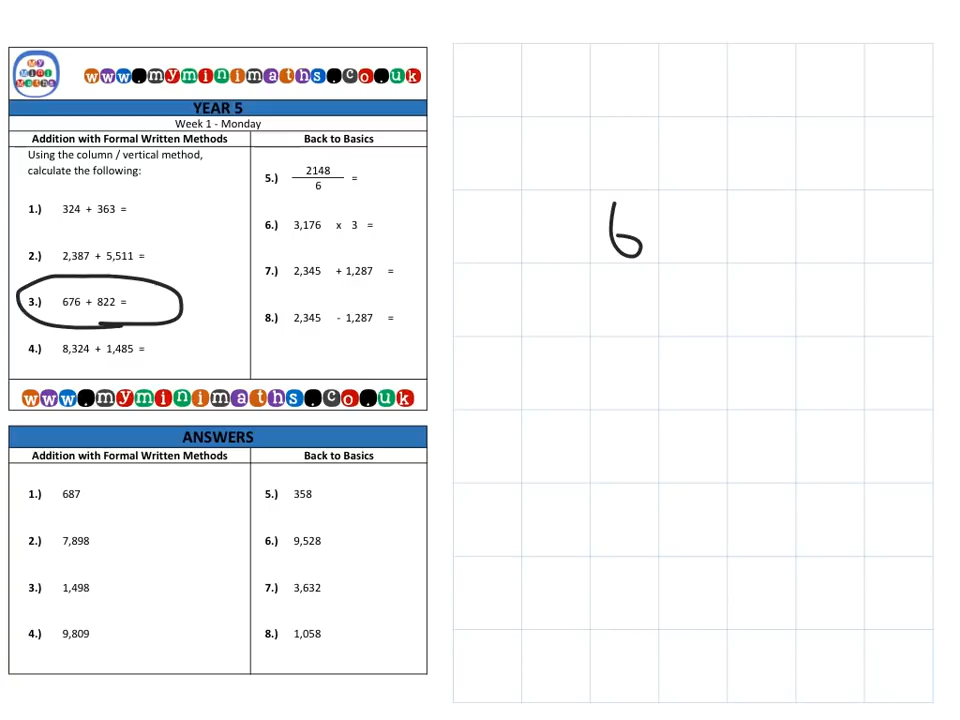 My Mini Maths
www.myminimaths.co.uk
YEAR 5
Week 1 - Monday
Addition with Formal Written Methods
Using the column / vertical method,
calculate the following:
1.) 324 + 363 =
2.) 2,387 + 5,511 =
3.) 676 + 822 =
4.) 8,324 + 1,485 =
Back to Basics
5.) 2148
6 =
6.) 3,176 x 3 =
7.) 2,345 + 1,287 =
8.) 2,345 - 1,287 =
www.myminimaths.co.uk
ANSWERS
Addition with Formal Written Methods
1.) 687
2.) 7,898
3.) 1,498
4.) 9,809
Back to Basics
5.) 358
6.) 9,528
7.) 3,632
8.) 1,058
6